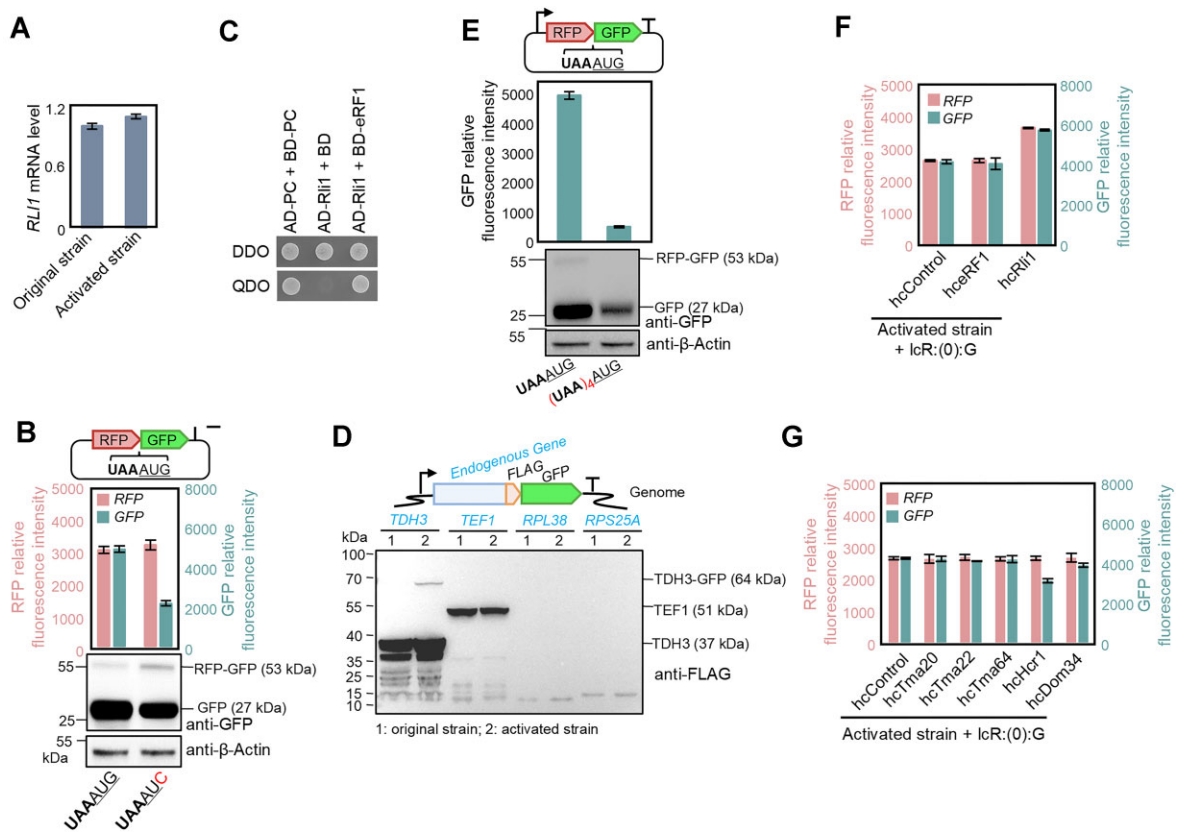 A
RLI1 mRNA level
1.2
0.6
0
Original strain
Activated strain
C
AD-PC + BD-PC
AD-Rli1 + BD
AD-Rli1 + BD-eRF1
DDO
QDO
E
RFP
GFP
UAAAUG
GFP relative
fluorescence intensity
5000
4000
3000
2000
1000
0
55
25
55
RFP-GFP (53 kDa)
GFP (27 kDa)
anti-GFP
anti-β-Actin
UAAAUG
(UAA)4AUG
F
RFP relative
fluorescence intensity
5000
4000
3000
2000
1000
0
RFP
GFP
8000
6000
4000
2000
0
GFP relative
fluorescence intensity
hcControl
hceRF1
hcRli1
Activated strain
+ IcR:(0):G
B
RFP
GFP
UAAAUG
RFP relative
fluorescence intensity
5000
4000
3000
2000
1000
0
RFP
GFP
8000
6000
4000
2000
0
GFP relative
fluorescence intensity
55
25
55
kDa
RFP-GFP (53 kDa)
GFP (27 kDa)
anti-GFP
anti-β-Actin
UAAAUG
UAAAUC
D
Endogenous Gene
FLAG
GFP
Genome
TDH3 TEF1 RPL38 RPS25A
kDa 1 2 1 2 1 2 1 2
100
70
55
40
35
25
15
10
TDH3-GFP (64 kDa)
TEF1 (51 kDa)
TDH3 (37 kDa)
anti-FLAG
1: original strain; 2: activated strain
G
RFP relative
fluorescence intensity
5000
4000
3000
2000
1000
0
RFP
GFP
8000
6000
4000
2000
0
GFP relative
fluorescence intensity
hcControl
hcTma20
hcTma22
hcTma64
hcHcr1
hcDom34
Activated strain + IcR:(0):G